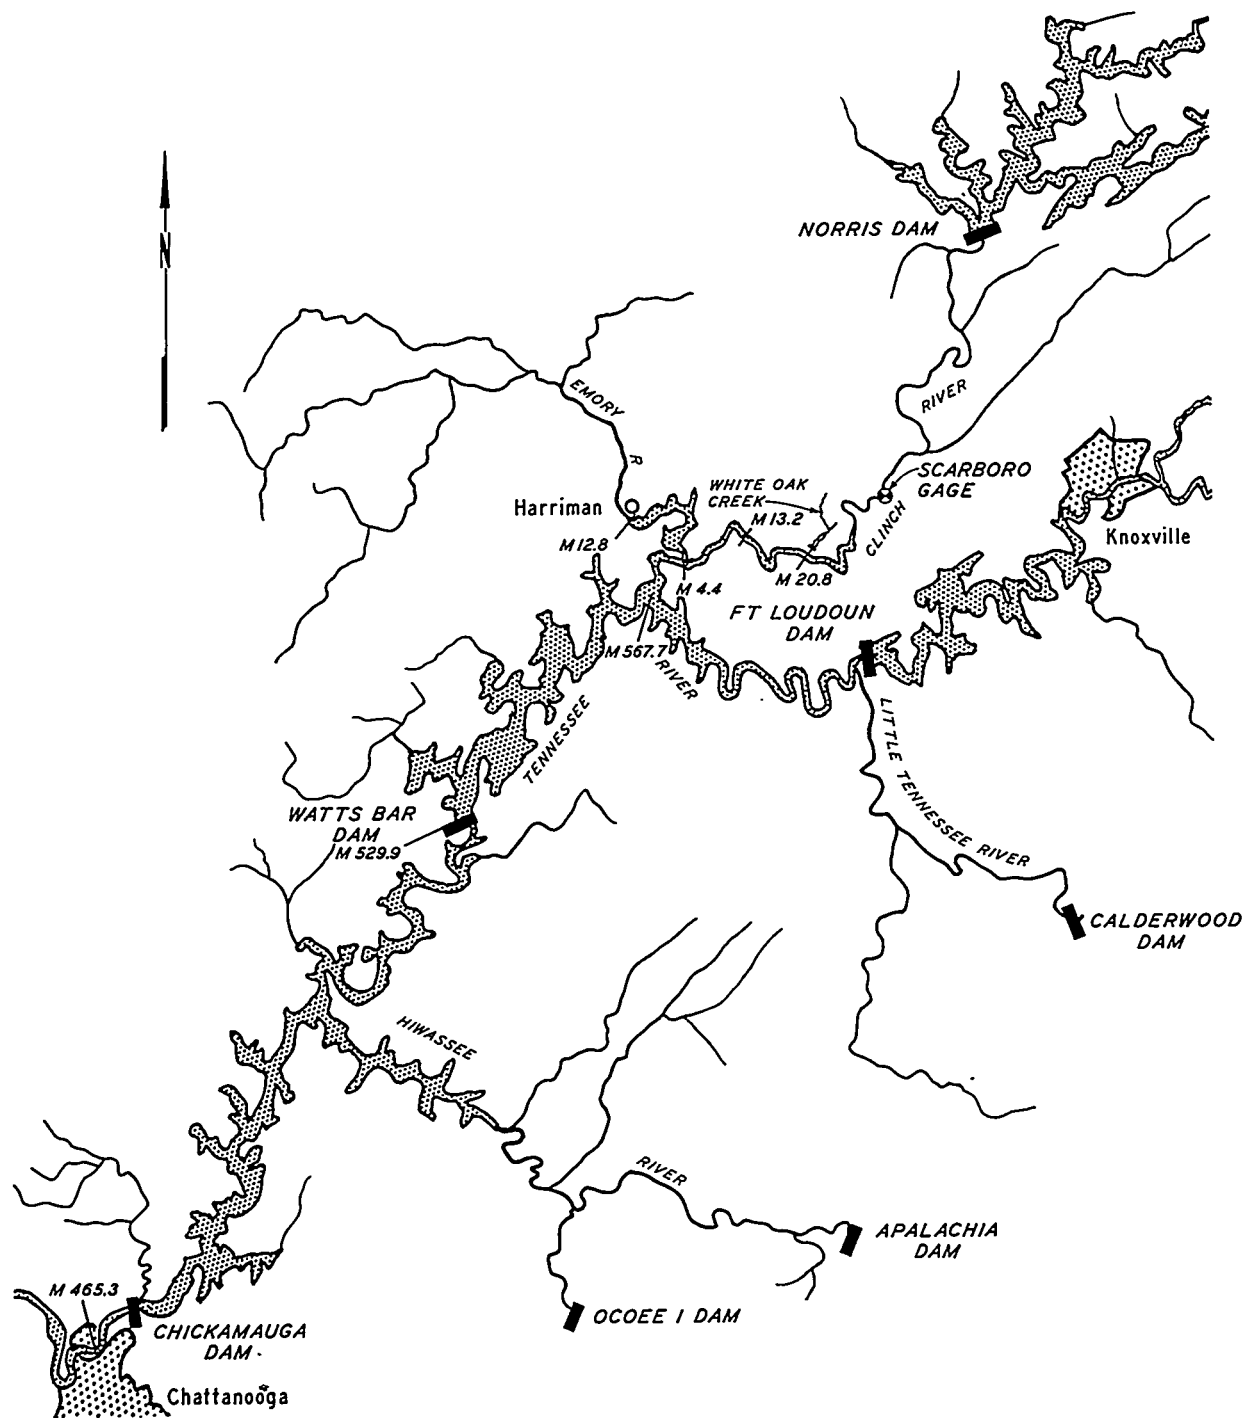 NORRIS DAM
N
EMORY
R
RIVER
SCARBORO
GAGE
WHITE OAK
CREEK
Harriman
M 13.2
CLINCH
Knoxville
M 12.8
M 20.8
M 4.4
FT LOUDOUN
DAM
M 567.7
RIVER
TENNESSEE
LITTLE TENNESSEE RIVER
WATTS BAR
DAM
M 529.9
CALDERWOOD
DAM
HIWASSEE
RIVER
APALACHIA
DAM
M 465.3
OCOEE 1 DAM
CHICKAMAUGA
DAM
Chattanooga